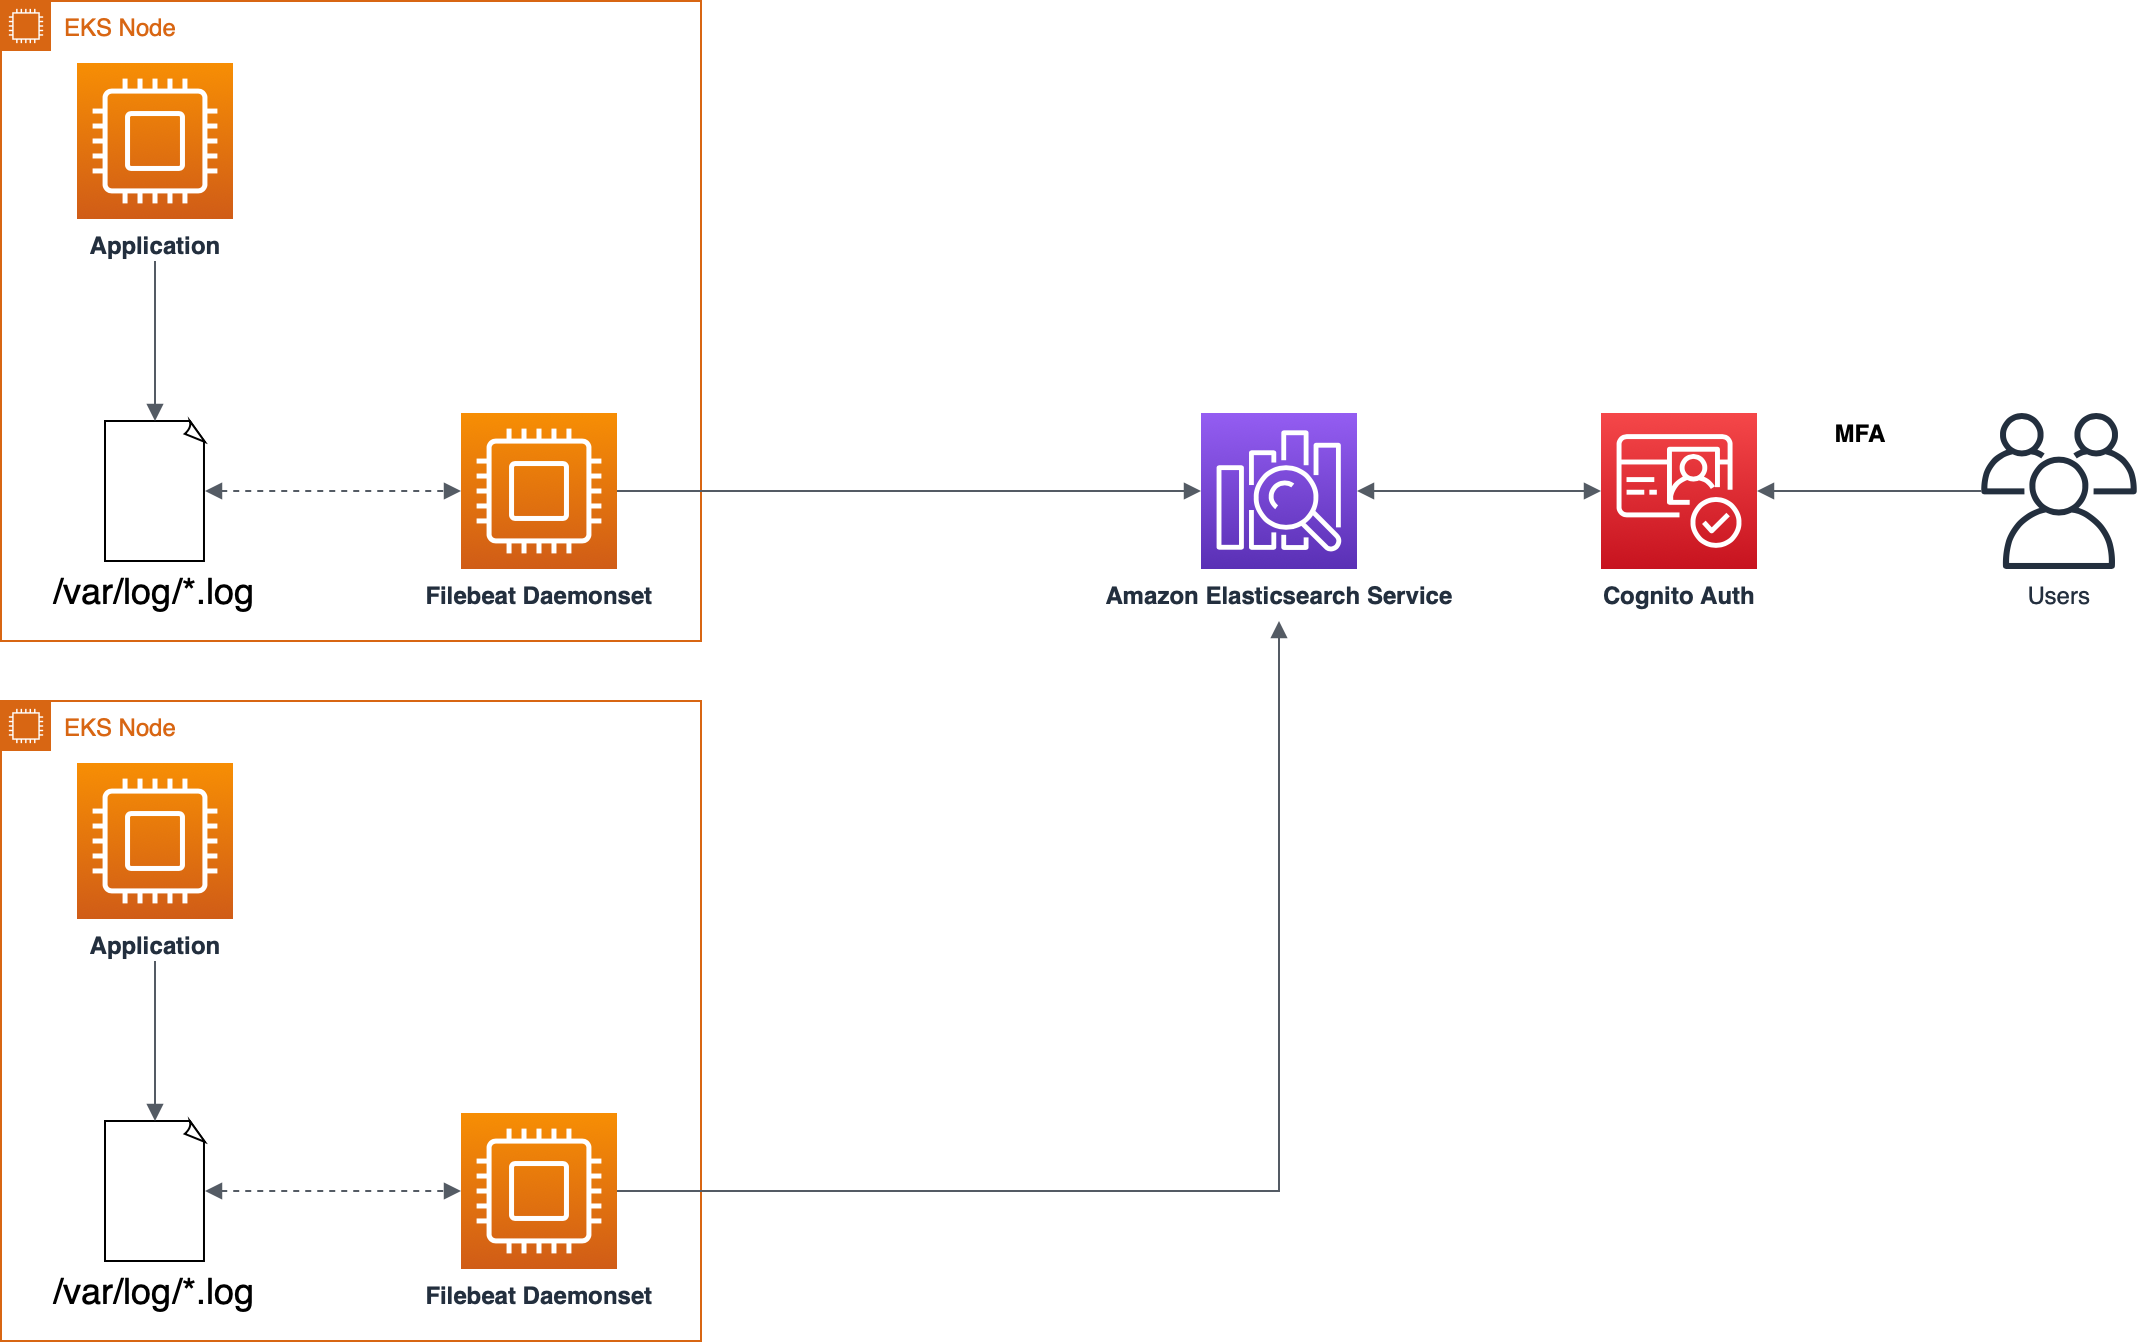 EKS Node
Application
/var/log/*.log
Filebeat Daemonset
Amazon Elasticsearch Service
Cognito Auth
MFA
Users
EKS Node
Application
/var/log/*.log
Filebeat Daemonset